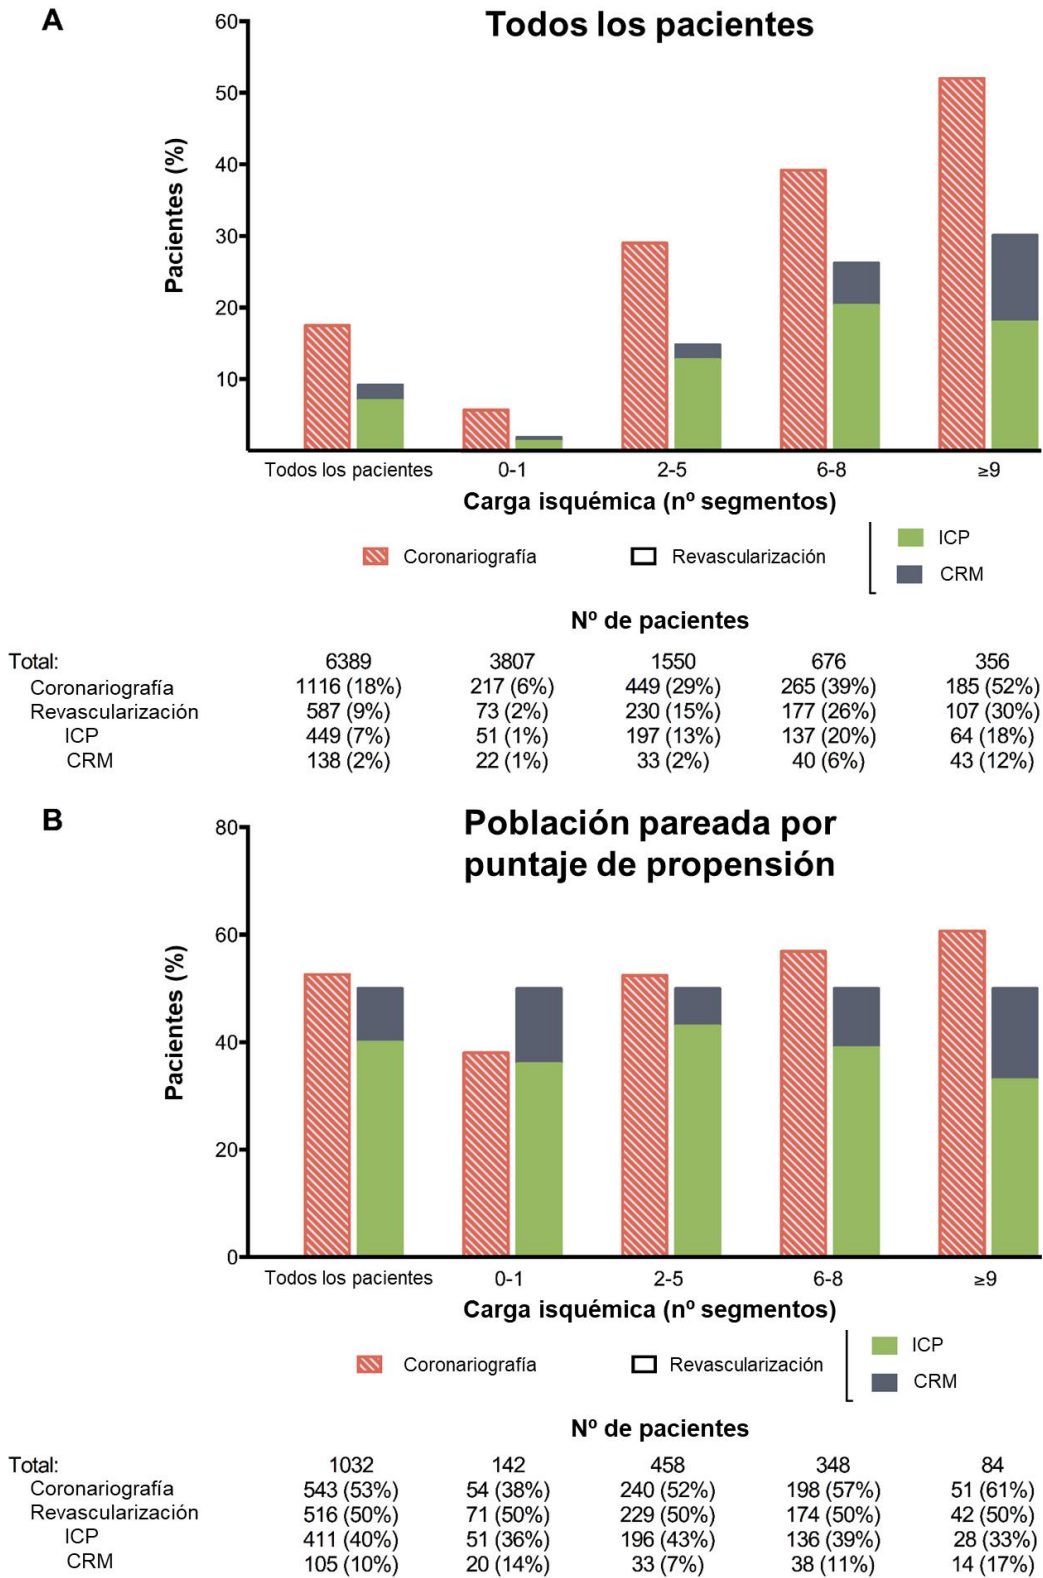 A
Todos los pacientes
Pacientes (%)
60
50
40
30
20
10
Todos los pacientes 0-1 2-5 6-8 ≥9
Carga isquémica (nº segmentos)
Coronariografía Revascularización ICP
CRM
Nº de pacientes
Total: 6389 3807 1550 676 356
Coronariografía 1116 (18%) 217 (6%) 449 (29%) 265 (39%) 185 (52%)
Revascularización 587 (9%) 73 (2%) 230 (15%) 177 (26%) 107 (30%)
ICP 449 (7%) 51 (1%) 197 (13%) 137 (20%) 64 (18%)
CRM 138 (2%) 22 (1%) 33 (2%) 40 (6%) 43 (12%)
B
Población pareada por
puntaje de propensión
Pacientes (%)
80
60
40
20
0
Todos los pacientes 0-1 2-5 6-8 ≥9
Carga isquémica (nº segmentos)
Coronariografía Revascularización ICP
CRM
Nº de pacientes
Total: 1032 142 458 348 84
Coronariografía 543 (53%) 54 (38%) 240 (52%) 198 (57%) 51 (61%)
Revascularización 516 (50%) 71 (50%) 229 (50%) 174 (50%) 42 (50%)
ICP 411 (40%) 51 (36%) 196 (43%) 136 (39%) 28 (33%)
CRM 105 (10%) 20 (14%) 33 (7%) 38 (11%) 14 (17%)